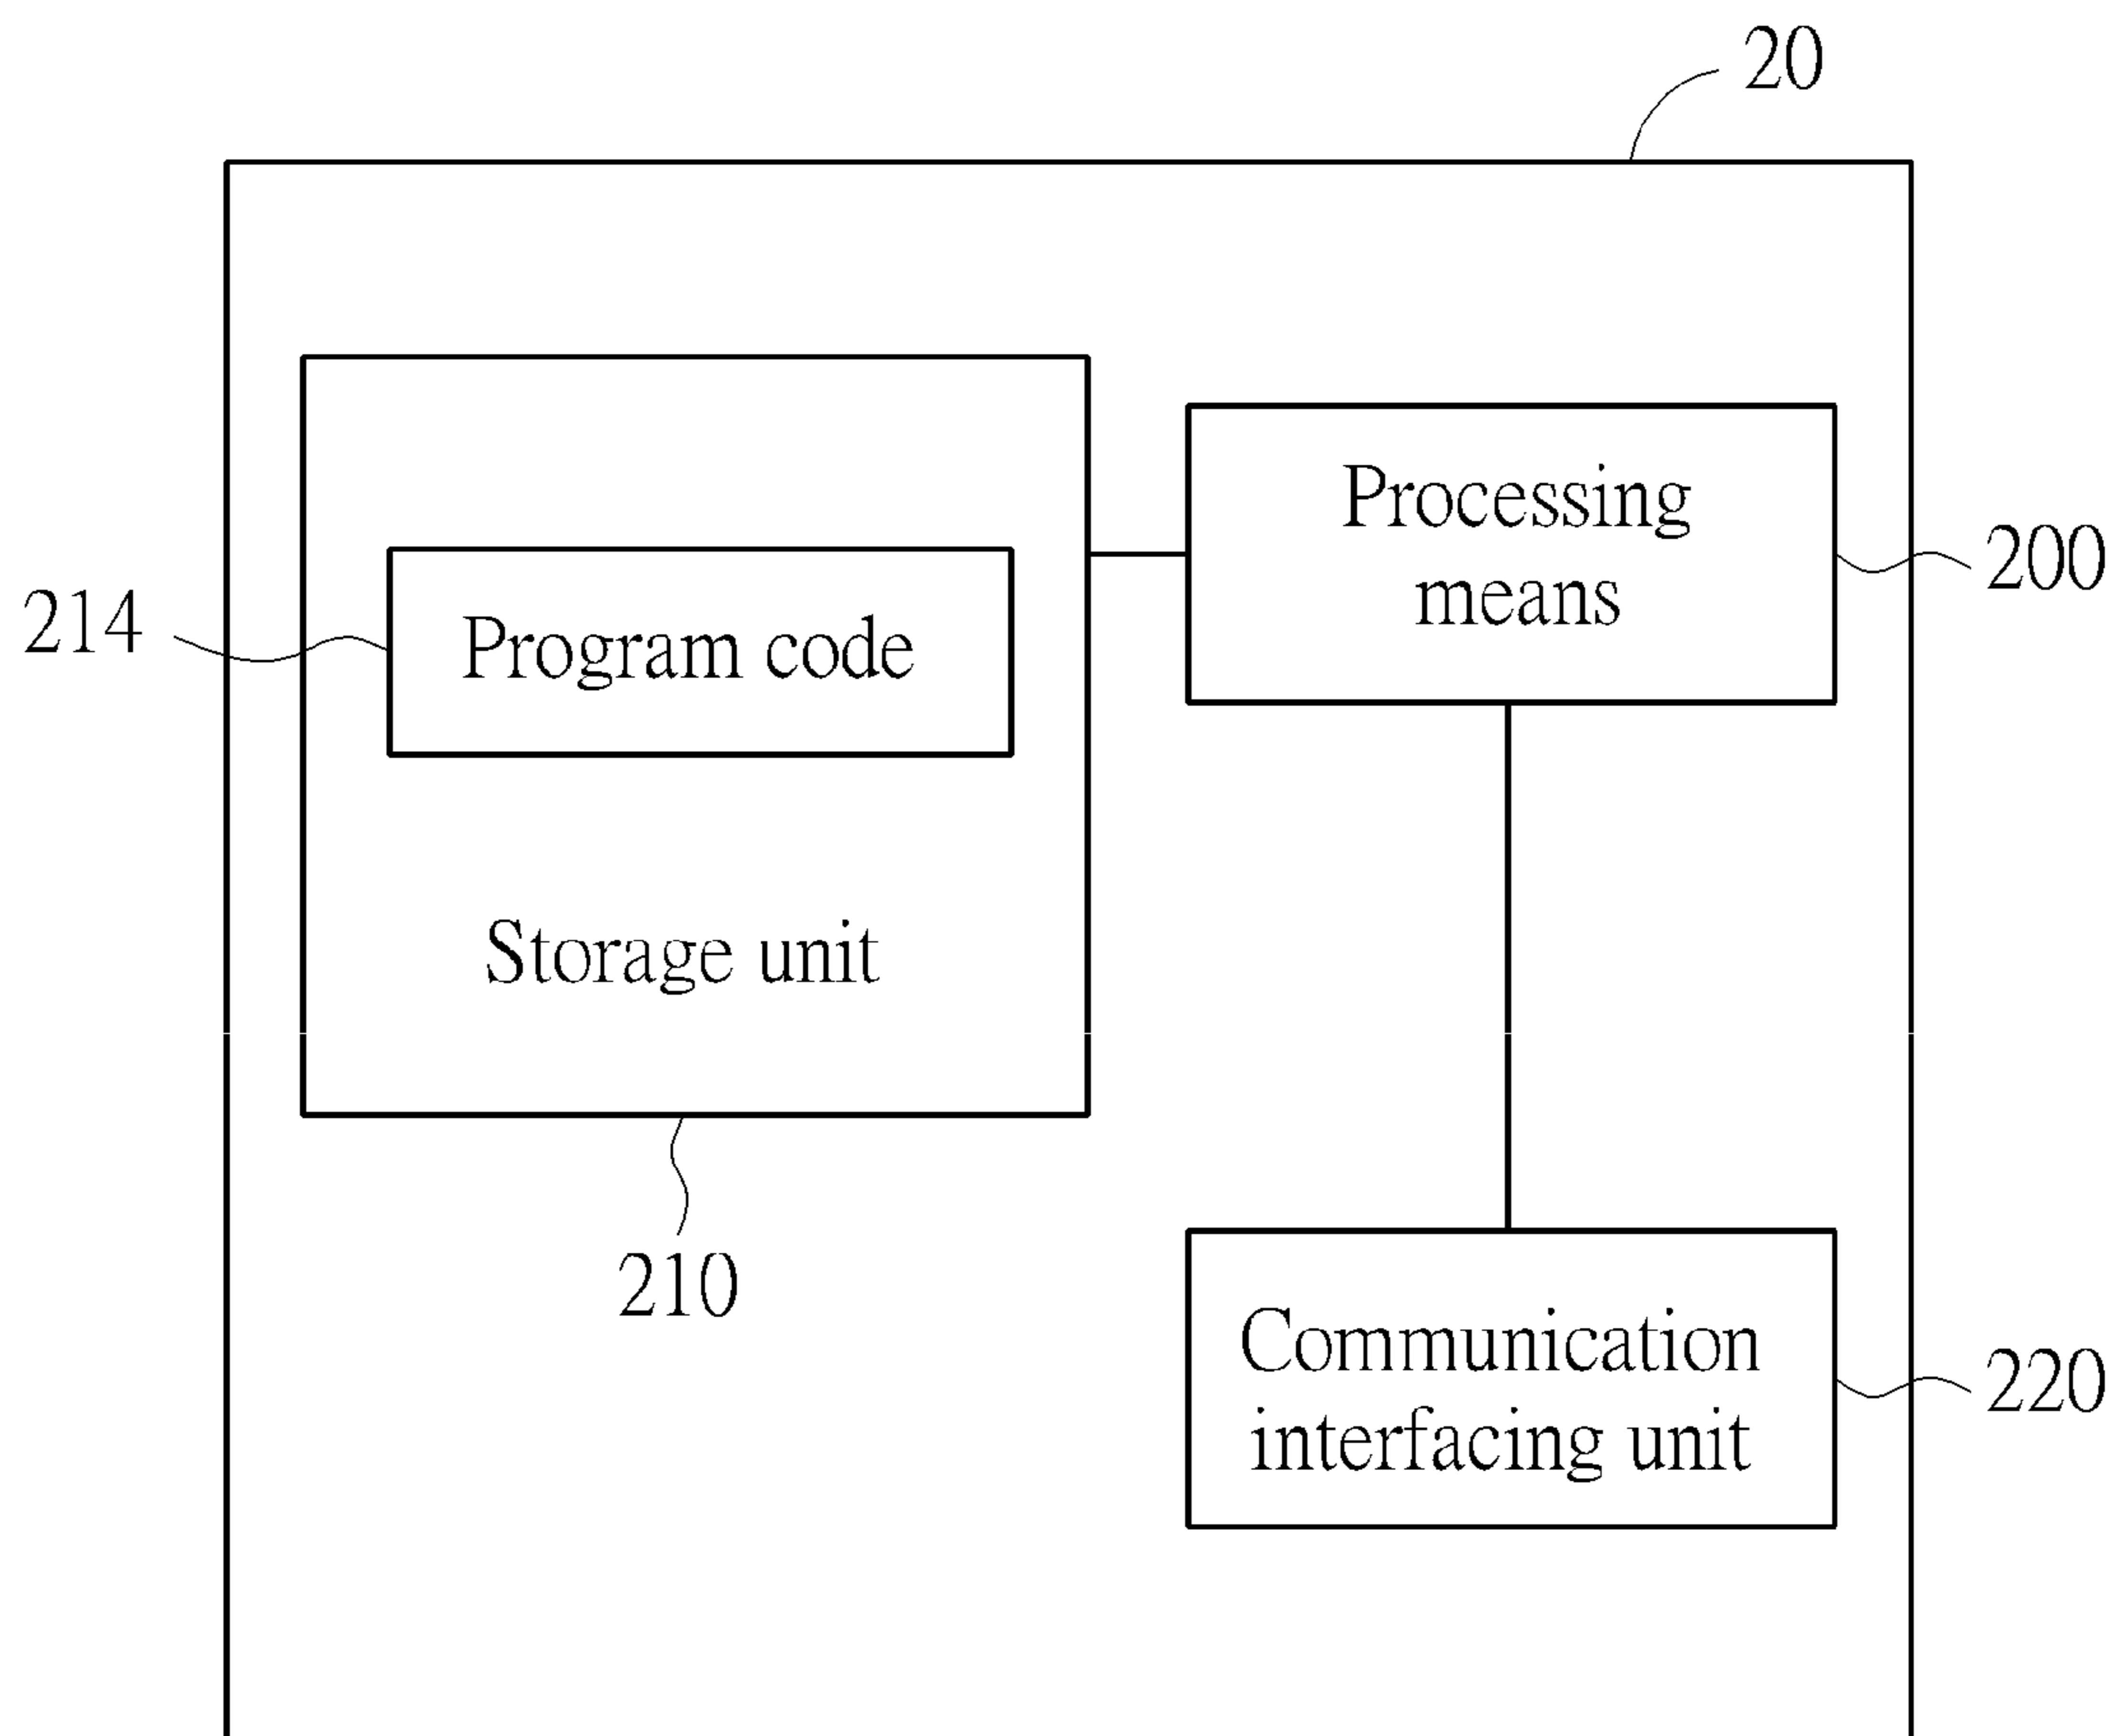 20
Processing
means
200
214
Program code
Storage unit
210
Communication
interfacing unit
220